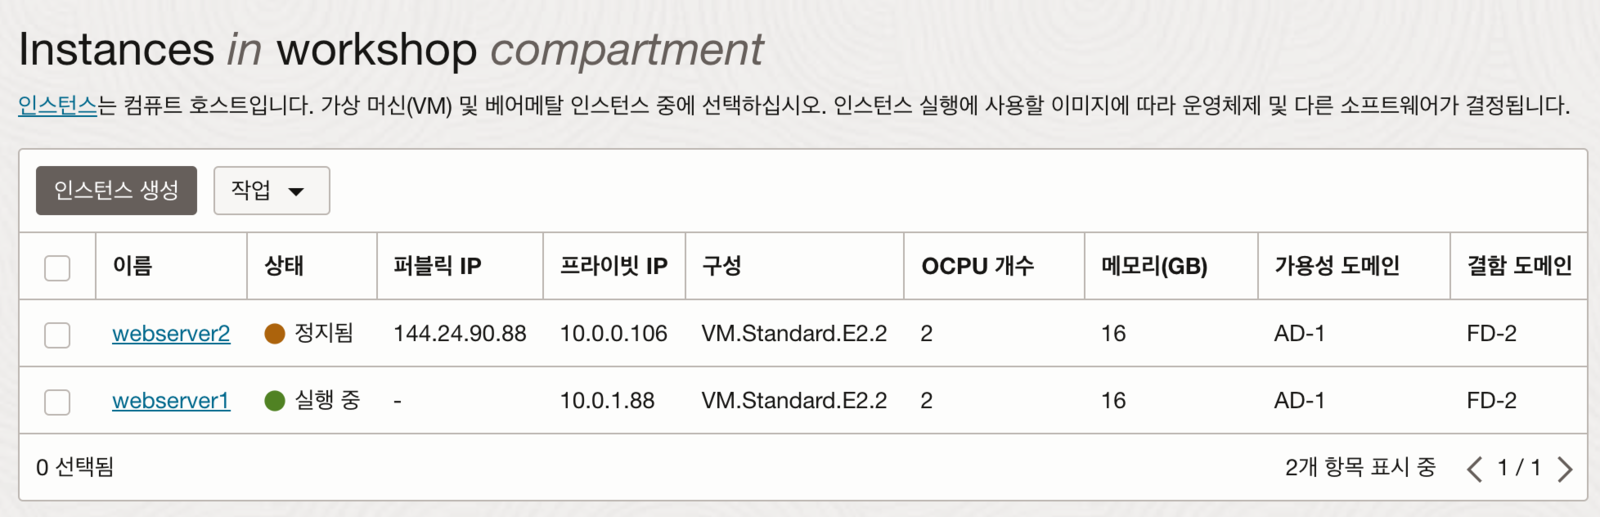 Instances in workshop compartment
인스턴스는 컴퓨트 호스트입니다. 가상 머신(VM) 및 베어메탈 인스턴스 중에 선택하십시오. 인스턴스 실행에 사용할 이미지에 따라 운영체제 및 다른 소프트웨어가 결정됩니다.
인스턴스 생성 작업
이름 상태 퍼블릭 IP 프라이빗 IP 구성 OCPU 개수 메모리(GB) 가용성 도메인 결함 도메인
webserver2 정지됨 144.24.90.88 10.0.0.106 VM.Standard.E2.2 2 16 AD-1 FD-2
webserver1 실행 중 - 10.0.1.88 VM.Standard.E2.2 2 16 AD-1 FD-2
0 선택됨 2개 항목 표시 중 1 / 1